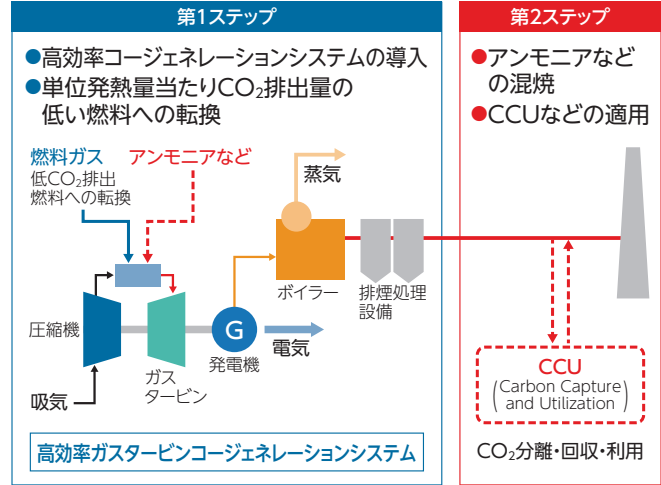 第1ステップ
●高効率コージェネレーションシステムの導入
●単位発熱量当たりCO₂排出量の
低い燃料への転換
燃料ガス
低CO₂排出
燃料への転換
アンモニアなど
蒸気
ボイラー
排煙処理
設備
圧縮機
G
発電機
電気
ガス
タービン
吸気
高効率ガスタービンコージェネレーションシステム
第2ステップ
●アンモニアなど
の混焼
●CCUなどの適用
CCU
(Carbon Capture
and Utilization)
CO₂分離・回収・利用